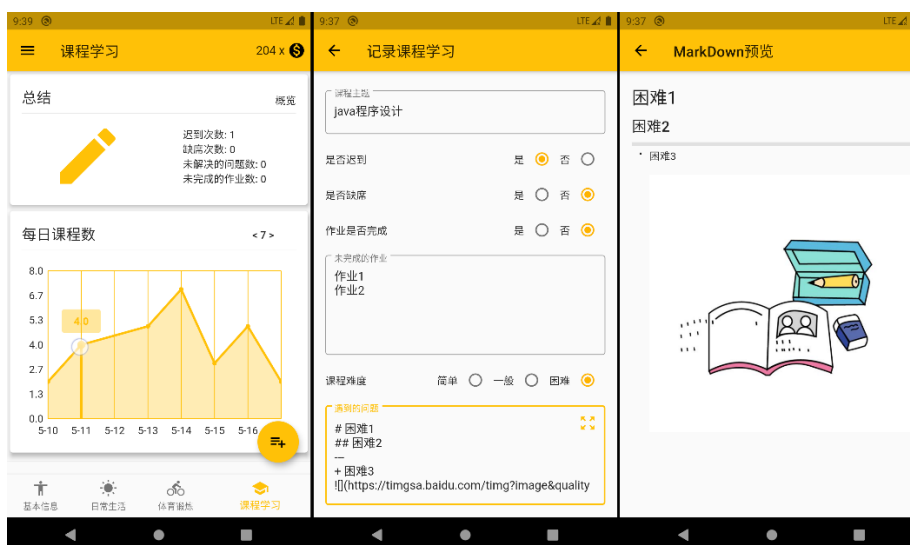 9:39
LTE
课程学习
204 x
总结
概览
迟到次数: 1
缺席次数: 0
未解决的问题数: 0
未完成的作业数: 0
每日课程数
< 7 >
8.0
6.7
5.3
4.0
4.0
2.7
1.3
0.0
5-10 5-11 5-12 5-13 5-14 5-15 5-16
基本信息 日常生活 体育锻炼 课程学习
9:37
LTE
记录课程学习
课程主题
java程序设计
是否迟到 是 否
是否缺席 是 否
作业是否完成 是 否
未完成的作业
作业1
作业2
课程难度 简单 一般 困难
遇到的问题
# 困难1
## 困难2
---
+ 困难3
![](https://timgsa.baidu.com/timg?image&quality
9:37
LTE
MarkDown预览
困难1
困难2
· 困难3